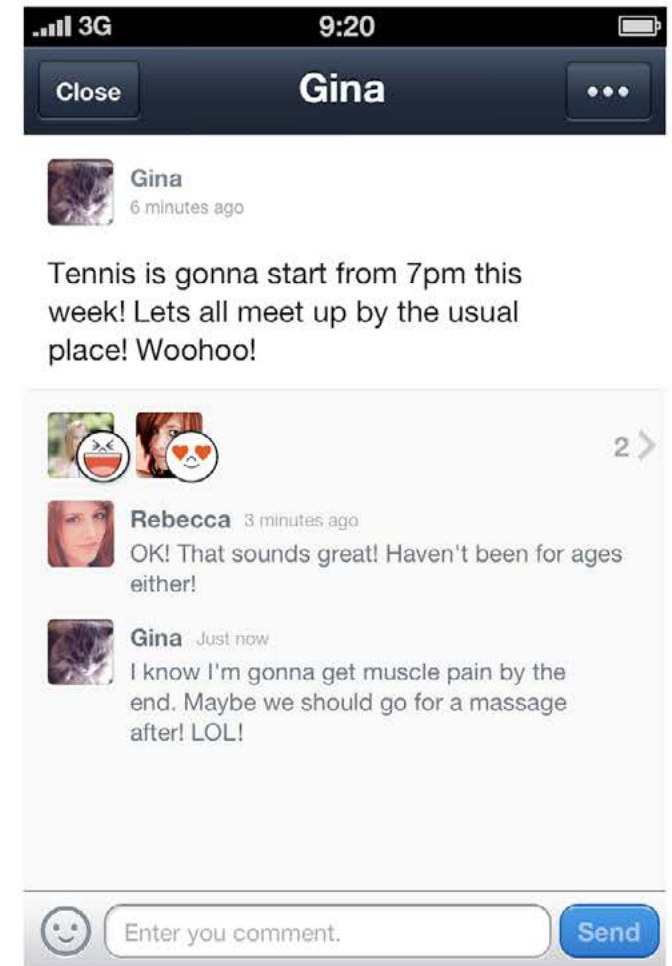 3G 9:20
Close Gina
Gina
6 minutes ago
Tennis is gonna start from 7pm this
week! Lets all meet up by the usual
place! Woohoo!
2
Rebecca 3 minutes ago
OK! That sounds great! Haven't been for ages
either!
Gina Just now
I know I'm gonna get muscle pain by the
end. Maybe we should go for a massage
after! LOL!
Enter you comment. Send